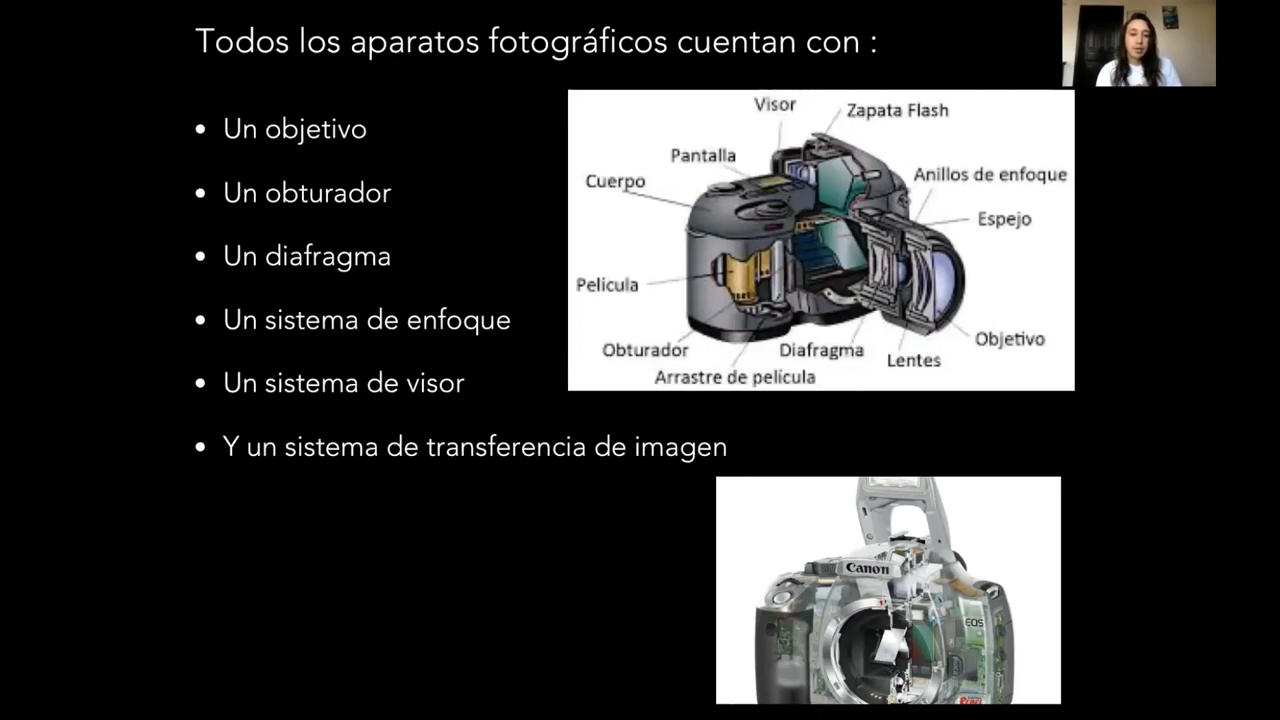 Todos los aparatos fotográficos cuentan con :
• Un objetivo
• Un obturador
• Un diafragma
• Un sistema de enfoque
• Un sistema de visor
• Y un sistema de transferencia de imagen
Visor
Zapata Flash
Pantalla
Cuerpo
Anillos de enfoque
Espejo
Película
Objetivo
Obturador
Diafragma
Lentes
Arrastre de película
Canon
EOS